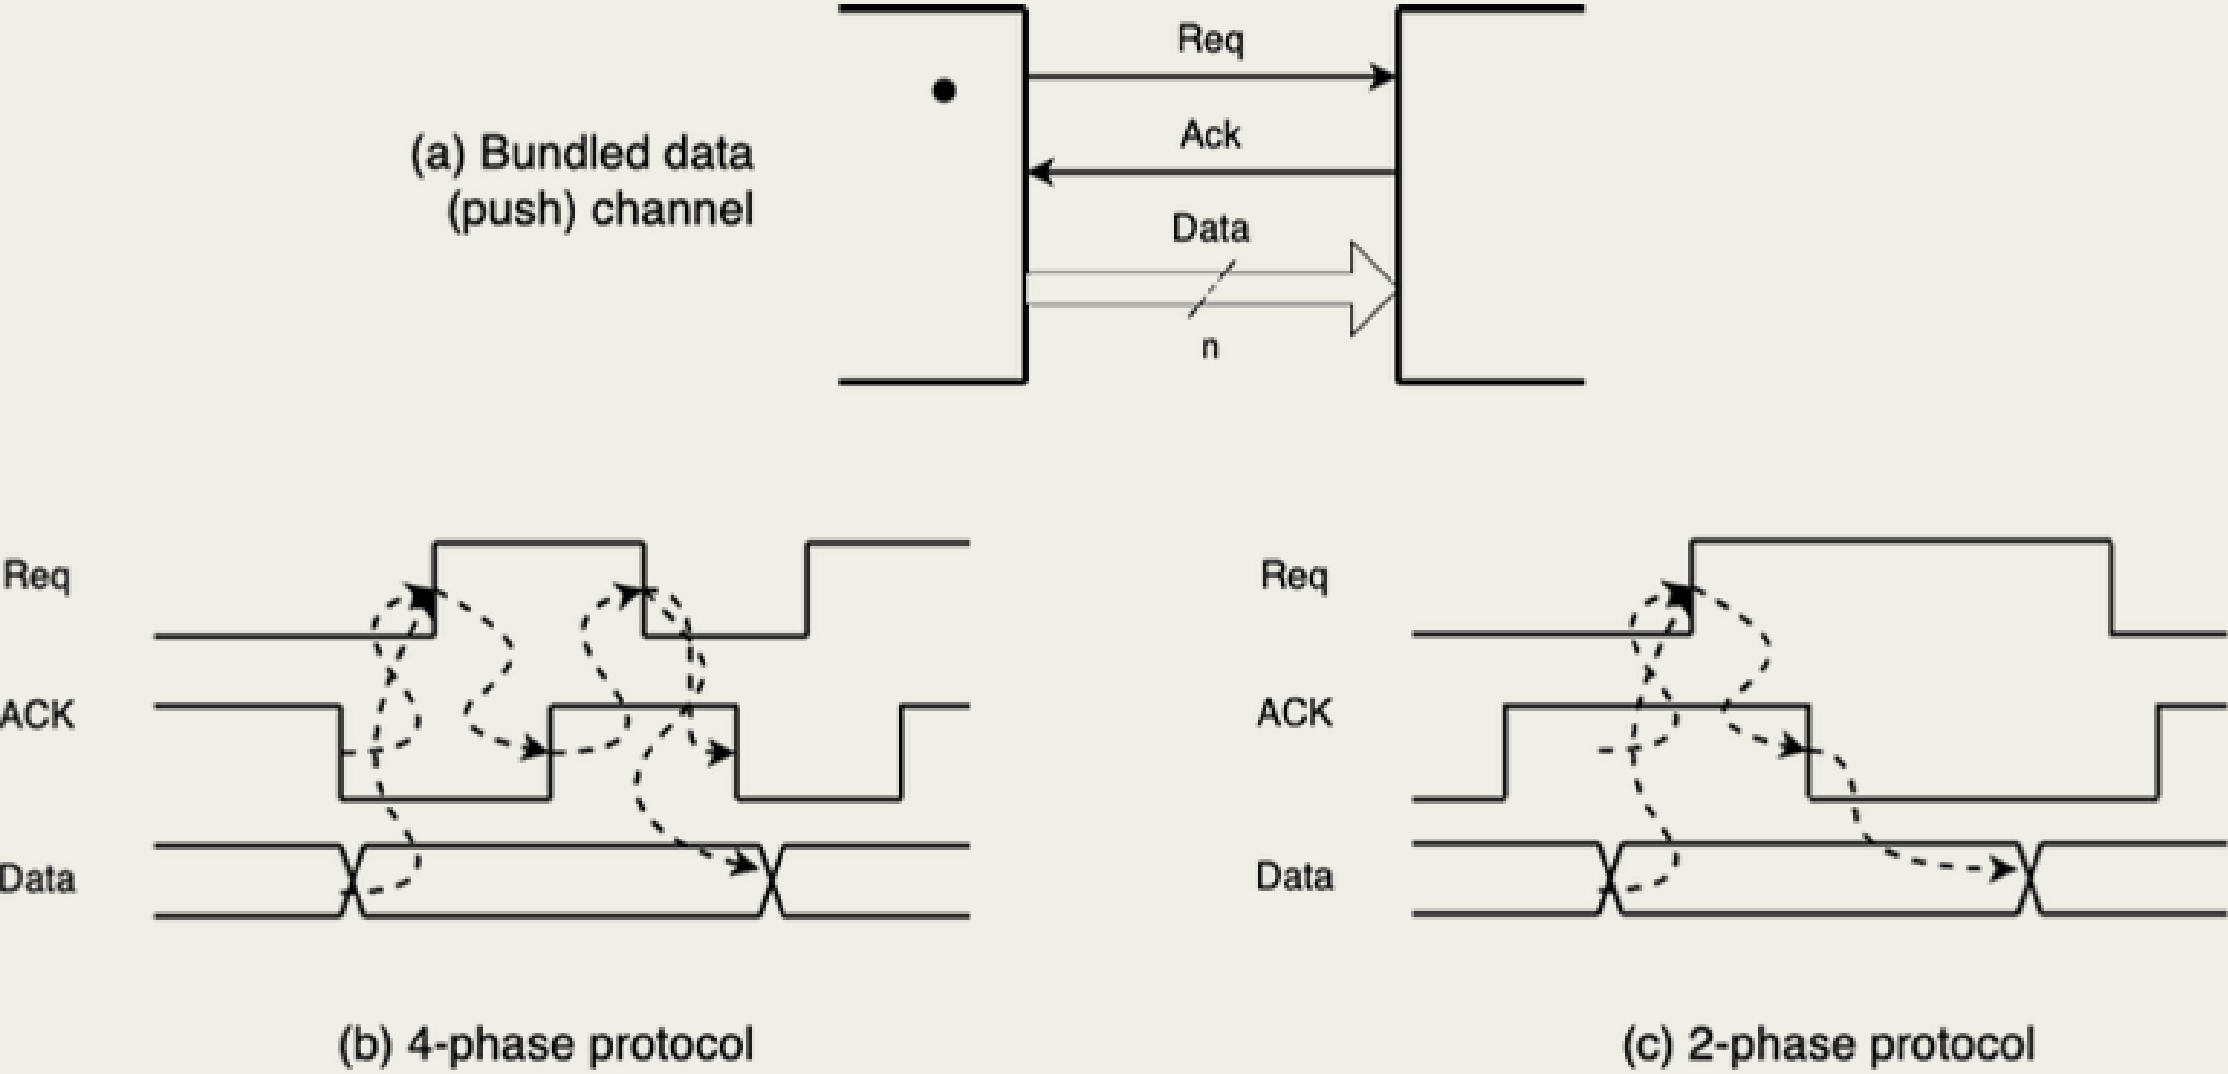 Req
Ack
(a) Bundled data
(push) channel
Data
n
Req
ACK
Data
(b) 4-phase protocol
Req
ACK
Data
(c) 2-phase protocol